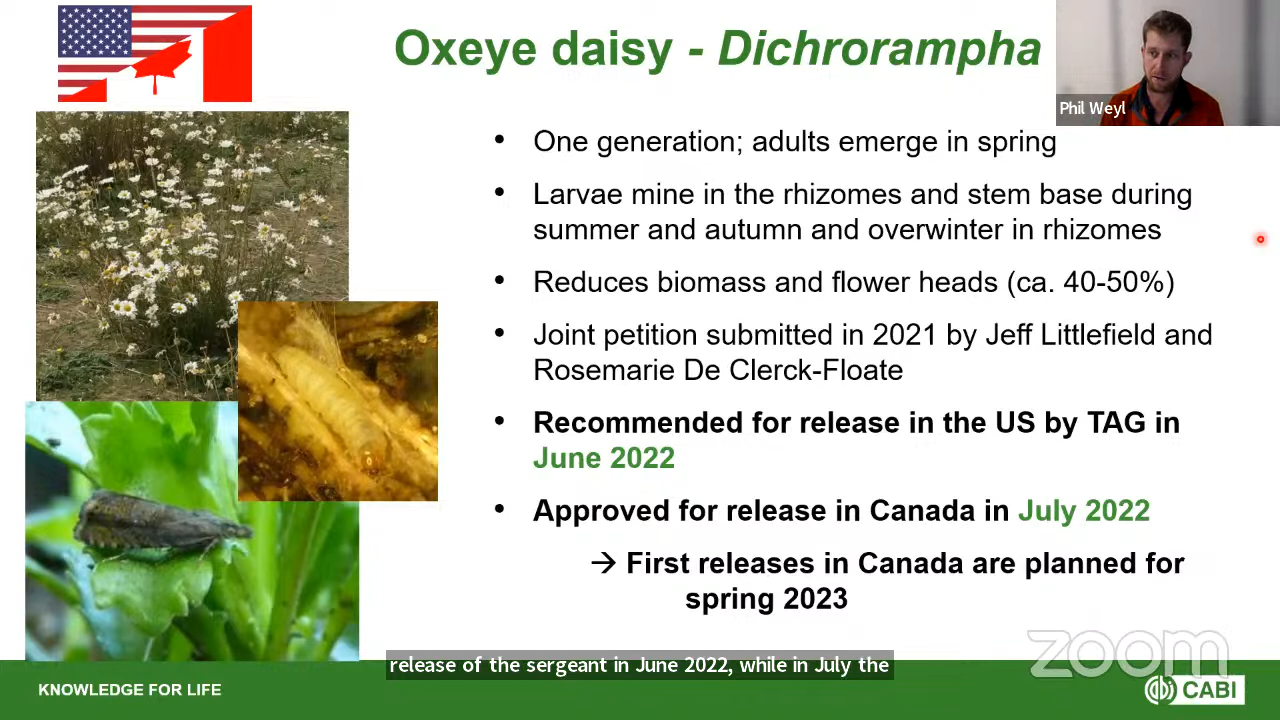 Oxeye daisy - Dichrorampha
Phil Weyl
• One generation; adults emerge in spring
• Larvae mine in the rhizomes and stem base during
summer and autumn and overwinter in rhizomes
• Reduces biomass and flower heads (ca. 40-50%)
• Joint petition submitted in 2021 by Jeff Littlefield and
Rosemarie De Clerck-Floate
• Recommended for release in the US by TAG in
June 2022
• Approved for release in Canada in July 2022
→ First releases in Canada are planned for
spring 2023
zoom
release of the sergeant in June 2022, while in July the
KNOWLEDGE FOR LIFE
CABI